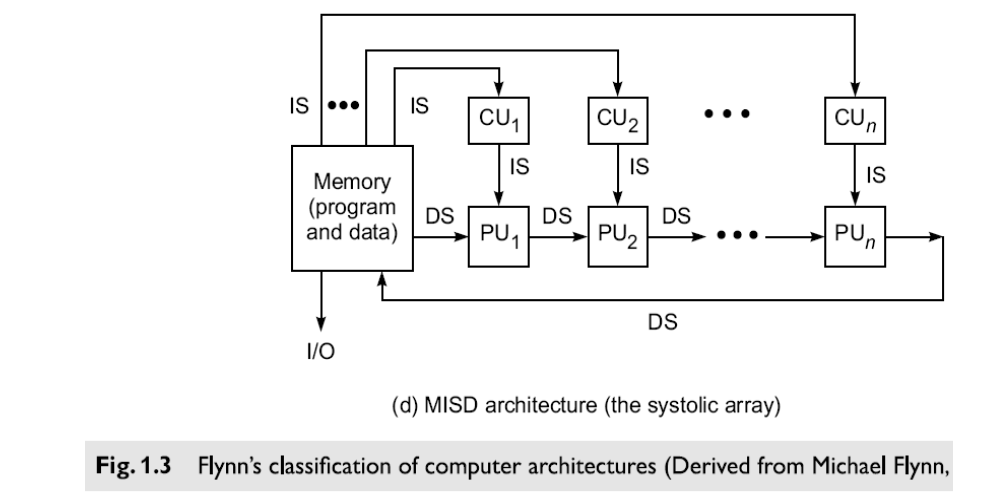 IS ••• IS CU1 CU2 ••• CUn
IS IS IS
Memory
(program
and data)
DS PU1 DS PU2 DS ••• PUn
DS
I/O
(d) MISD architecture (the systolic array)
Fig. 1.3 Flynn's classification of computer architectures (Derived from Michael Flynn,